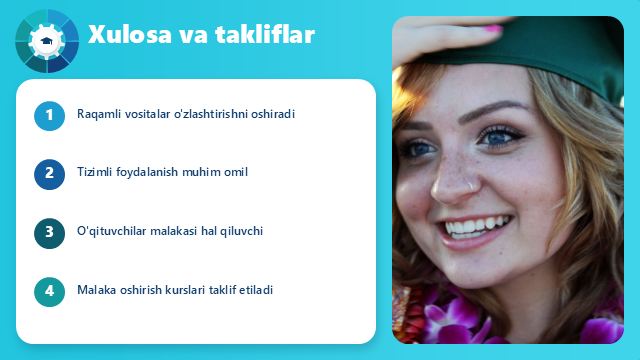 Xulosa va takliflar
1 Raqamli vositalar o'zlashtirishni oshiradi
2 Tizimli foydalanish muhim omil
3 O'qituvchilar malakasi hal qiluvchi
4 Malaka oshirish kurslari taklif etiladi